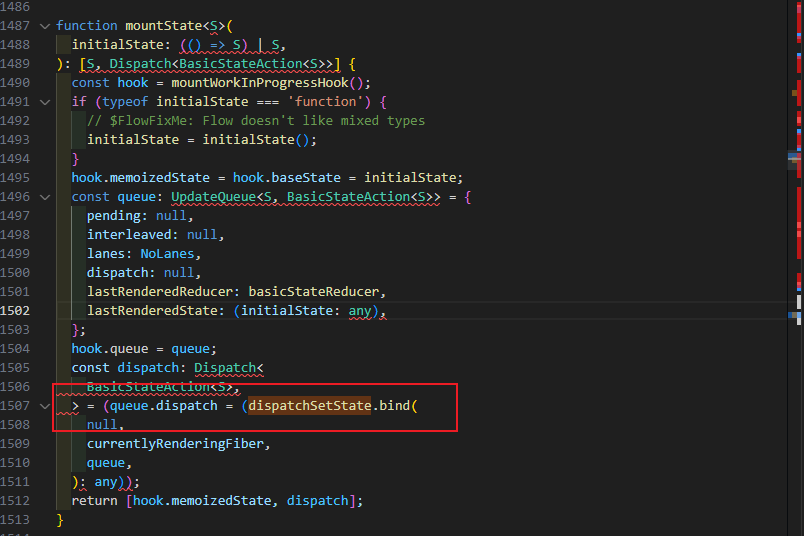 1486
1487 function mountState<S>(
1488   initialState: (() => S) | S,
1489 ): [S, Dispatch<BasicStateAction<S>>] {
1490   const hook = mountWorkInProgressHook();
1491   if (typeof initialState === 'function') {
1492     // $FlowFixMe: Flow doesn't like mixed types
1493     initialState = initialState();
1494   }
1495   hook.memoizedState = hook.baseState = initialState;
1496   const queue: UpdateQueue<S, BasicStateAction<S>> = {
1497     pending: null,
1498     interleaved: null,
1499     lanes: NoLanes,
1500     dispatch: null,
1501     lastRenderedReducer: basicStateReducer,
1502     lastRenderedState: (initialState: any),
1503   };
1504   hook.queue = queue;
1505   const dispatch: Dispatch<
1506     BasicStateAction<S>,
1507   > = (queue.dispatch = (dispatchSetState.bind(
1508     null,
1509     currentlyRenderingFiber,
1510     queue,
1511   ): any));
1512   return [hook.memoizedState, dispatch];
1513 }